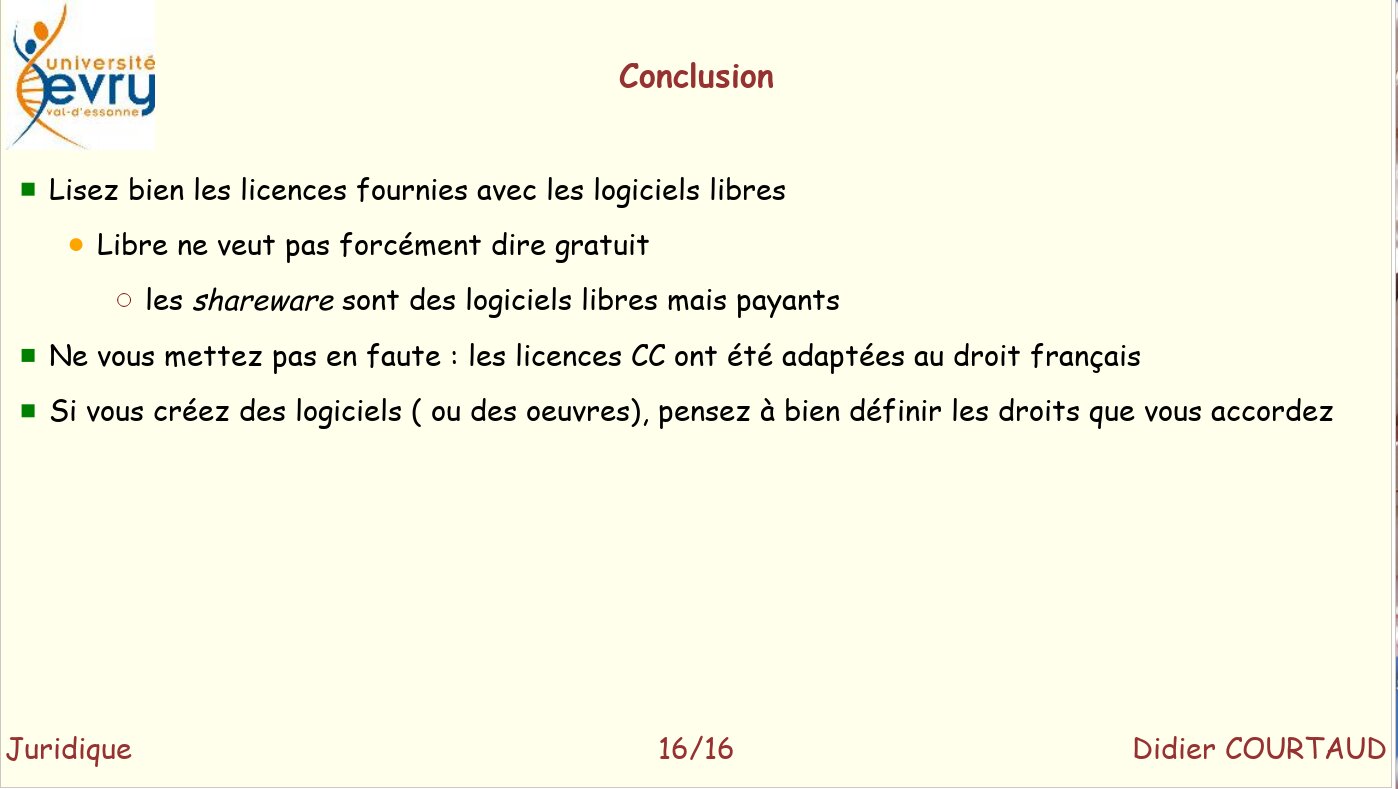 université
evry
val-d'essonne
Conclusion
Lisez bien les licences fournies avec les logiciels libres
Libre ne veut pas forcément dire gratuit
les shareware sont des logiciels libres mais payants
Ne vous mettez pas en faute : les licences CC ont été adaptées au droit français
Si vous créez des logiciels ( ou des oeuvres), pensez à bien définir les droits que vous accordez
Juridique
16/16
Didier COURTAUD